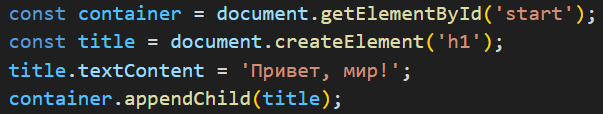 const container = document.getElementById('start');
const title = document.createElement('h1');
title.textContent = 'Привет, мир!';
container.appendChild(title);